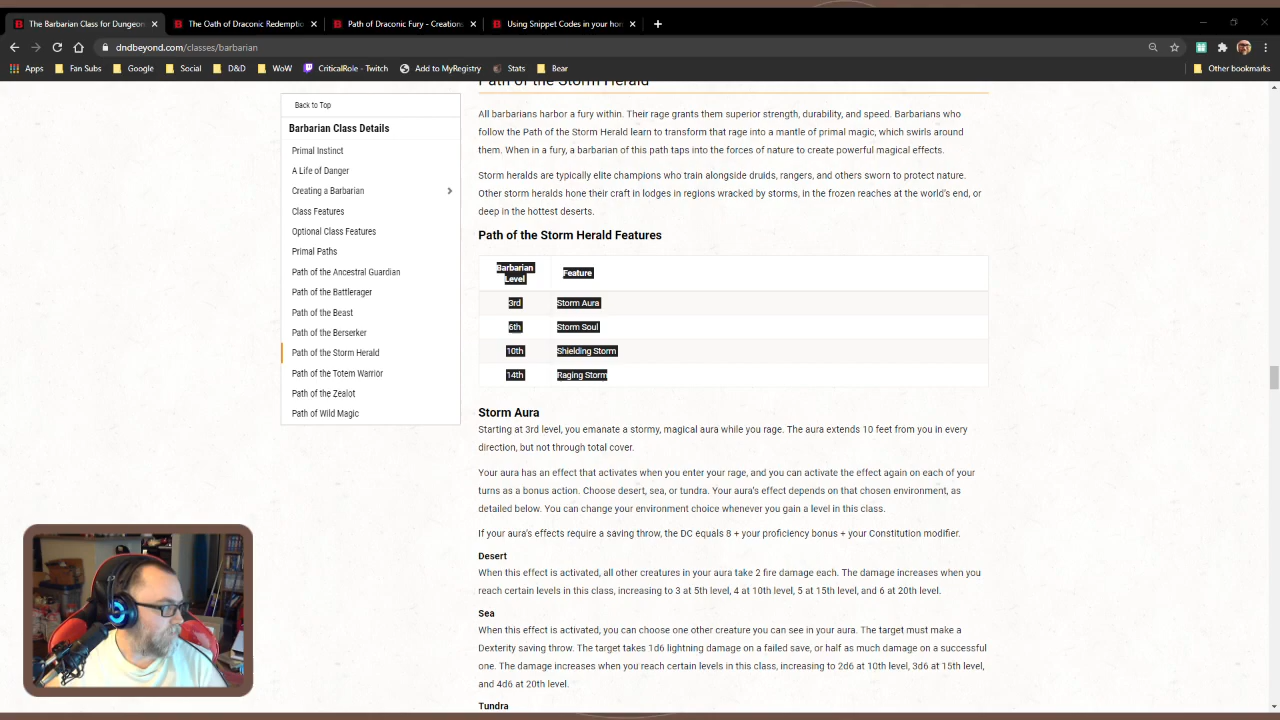 The Barbarian Class for Dungeon
The Oath of Draconic Redemptio
Path of Draconic Fury - Creations
Using Snippet Codes in your hor
dndbeyond.com/classes/barbarian
Apps
Fan Subs
Google
Social
D&D
WoW
CriticalRole - Twitch
Add to MyRegistry
Stats
Bear
Other bookmarks
Back to Top
Barbarian Class Details
Primal Instinct
A Life of Danger
Creating a Barbarian
Class Features
Optional Class Features
Primal Paths
Path of the Ancestral Guardian
Path of the Battlerager
Path of the Beast
Path of the Berserker
Path of the Storm Herald
Path of the Totem Warrior
Path of the Zealot
Path of Wild Magic
Path of the Storm Herald
All barbarians harbor a fury within. Their rage grants them superior strength, durability, and speed. Barbarians who
follow the Path of the Storm Herald learn to transform that rage into a mantle of primal magic, which swirls around
them. When in a fury, a barbarian of this path taps into the forces of nature to create powerful magical effects.
Storm heralds are typically elite champions who train alongside druids, rangers, and others sworn to protect nature.
Other storm heralds hone their craft in lodges in regions wracked by storms, in the frozen reaches at the world's end, or
deep in the hottest deserts.
Path of the Storm Herald Features
Barbarian
Level
Feature
3rd
Storm Aura
6th
Storm Soul
10th
Shielding Storm
14th
Raging Storm
Storm Aura
Starting at 3rd level, you emanate a stormy, magical aura while you rage. The aura extends 10 feet from you in every
direction, but not through total cover.
Your aura has an effect that activates when you enter your rage, and you can activate the effect again on each of your
turns as a bonus action. Choose desert, sea, or tundra. Your aura's effect depends on that chosen environment, as
detailed below. You can change your environment choice whenever you gain a level in this class.
If your aura's effects require a saving throw, the DC equals 8 + your proficiency bonus + your Constitution modifier.
Desert
When this effect is activated, all other creatures in your aura take 2 fire damage each. The damage increases when you
reach certain levels in this class, increasing to 3 at 5th level, 4 at 10th level, 5 at 15th level, and 6 at 20th level.
Sea
When this effect is activated, you can choose one other creature you can see in your aura. The target must make a
Dexterity saving throw. The target takes 1d6 lightning damage on a failed save, or half as much damage on a successful
one. The damage increases when you reach certain levels in this class, increasing to 2d6 at 10th level, 3d6 at 15th level,
and 4d6 at 20th level.
Tundra